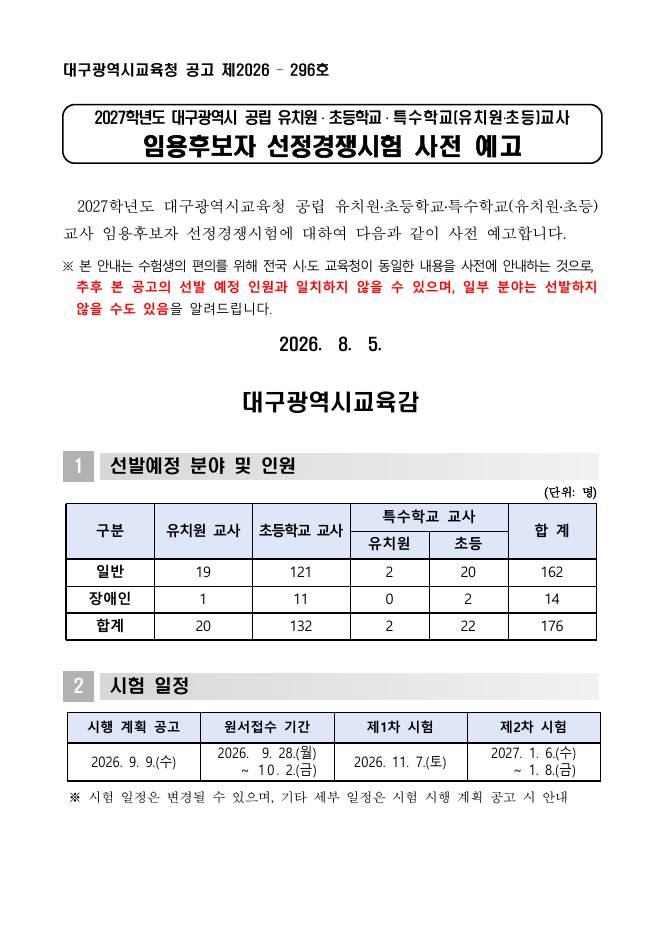 대구광역시교육청 공고 제2026 - 296호
2027학년도 대구광역시 공립 유치원·초등학교·특수학교(유치원·초등)교사
임용후보자 선정경쟁시험 사전 예고
2027학년도 대구광역시교육청 공립 유치원·초등학교·특수학교(유치원·초등)
교사 임용후보자 선정경쟁시험에 대하여 다음과 같이 사전 예고합니다.
※ 본 안내는 수험생의 편의를 위해 전국 시·도 교육청이 동일한 내용을 사전에 안내하는 것으로,
추후 본 공고의 선발 예정 인원과 일치하지 않을 수 있으며, 일부 분야는 선발하지
않을 수도 있음을 알려드립니다.
2026. 8. 5.
대구광역시교육감
1 선발예정 분야 및 인원
(단위: 명)
구분 유치원 교사 초등학교 교사 특수학교 교사 합 계
유치원 초등
일반 19 121 2 20 162
장애인 1 11 0 2 14
합계 20 132 2 22 176
2 시험 일정
시행 계획 공고 원서접수 기간 제1차 시험 제2차 시험
2026. 9. 9.(수) 2026. 9. 28.(월) 2026. 11. 7.(토) 2027. 1. 6.(수)
~ 10. 2.(금) ~ 1. 8.(금)
※ 시험 일정은 변경될 수 있으며, 기타 세부 일정은 시험 시행 계획 공고 시 안내